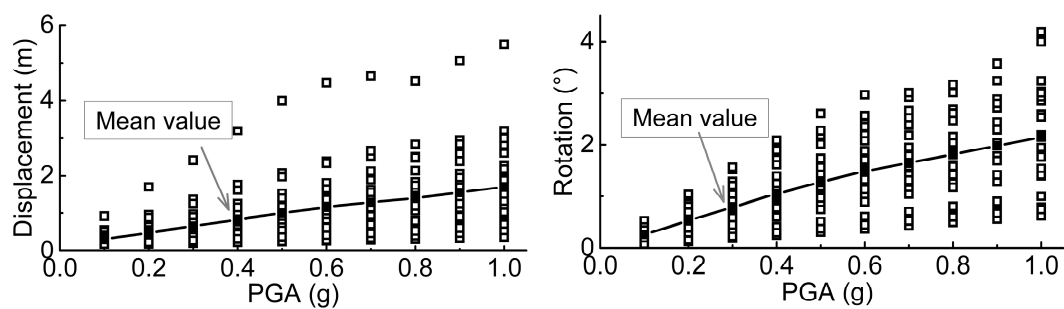 Displacement (m)
6
4
2
0
Mean value
0.0 0.2 0.4 0.6 0.8 1.0
PGA (g)
Rotation (°)
4
2
0
Mean value
0.0 0.2 0.4 0.6 0.8 1.0
PGA (g)